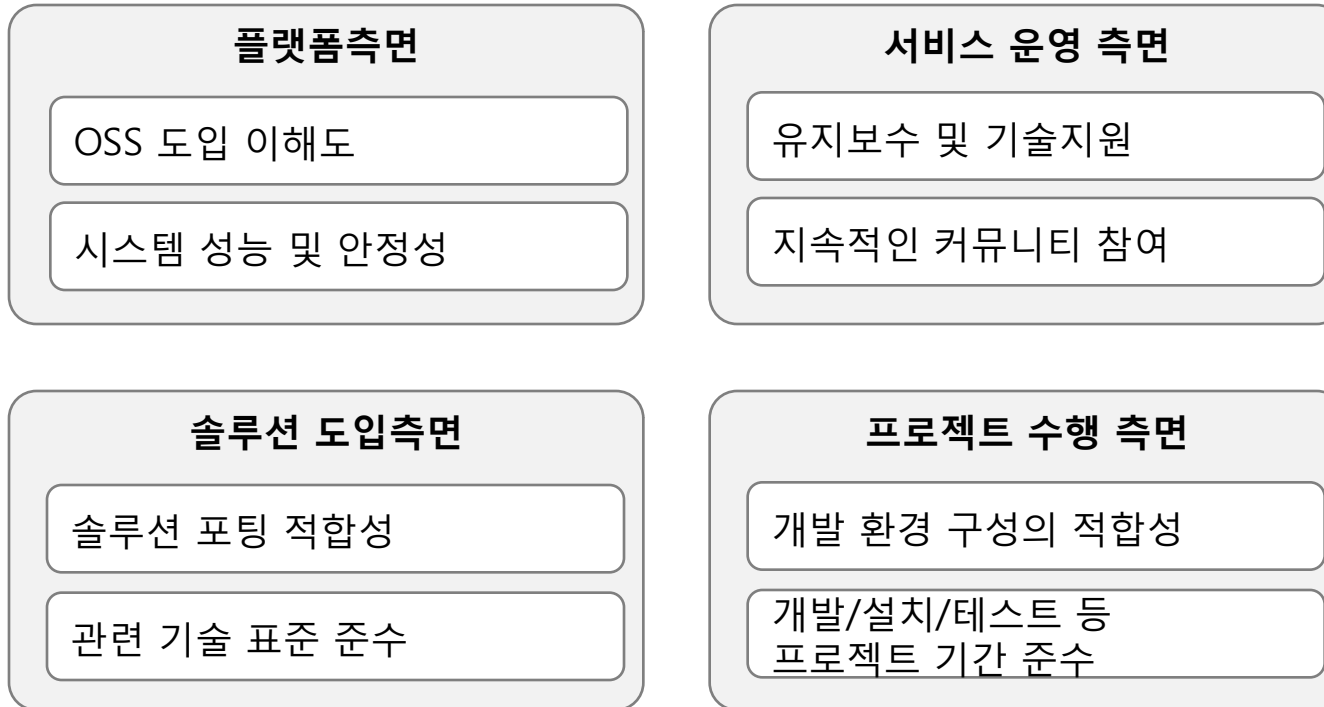 플랫폼측면
OSS 도입 이해도
시스템 성능 및 안정성
서비스 운영 측면
유지보수 및 기술지원
지속적인 커뮤니티 참여
솔루션 도입측면
솔루션 포팅 적합성
관련 기술 표준 준수
프로젝트 수행 측면
개발 환경 구성의 적합성
개발/설치/테스트 등
프로젝트 기간 준수